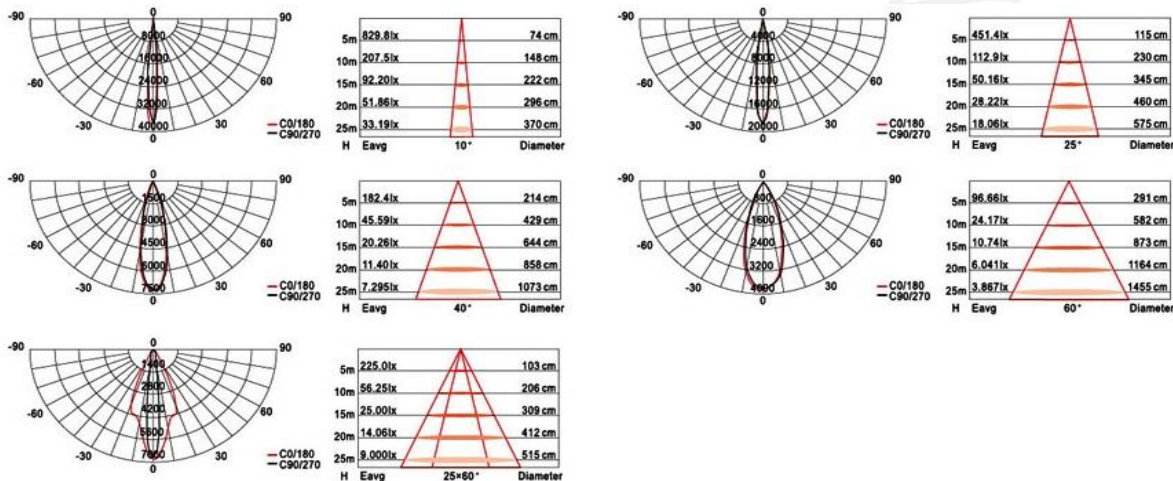 0
-90 90
8000
16000
-60 24000 60
32000
-30 30
40000
0
C0/180
C90/270
5m 829.8lx 74 cm
10m 207.5lx 148 cm
15m 92.20lx 222 cm
20m 51.86lx 296 cm
25m 33.19lx 370 cm
H Eavg 10° Diameter
0
-90 90
4000
8000
-60 12000 60
16000
-30 30
20000
0
C0/180
C90/270
5m 451.4lx 115 cm
10m 112.9lx 230 cm
15m 50.16lx 345 cm
20m 28.22lx 460 cm
25m 18.06lx 575 cm
H Eavg 25° Diameter
0
-90 90
1500
3000
-60 4500 60
6000
-30 30
7500
0
C0/180
C90/270
5m 182.4lx 214 cm
10m 45.59lx 429 cm
15m 20.26lx 644 cm
20m 11.40lx 858 cm
25m 7.295lx 1073 cm
H Eavg 40° Diameter
0
-90 90
800
1600
-60 2400 60
3200
-30 30
4000
0
C0/180
C90/270
5m 96.66lx 291 cm
10m 24.17lx 582 cm
15m 10.74lx 873 cm
20m 6.041lx 1164 cm
25m 3.867lx 1455 cm
H Eavg 60° Diameter
0
-90 90
1400
2800
-60 4200 60
5600
-30 30
7000
0
C0/180
C90/270
5m 225.0lx 103 cm
10m 56.25lx 206 cm
15m 25.00lx 309 cm
20m 14.06lx 412 cm
25m 9.000lx 515 cm
H Eavg 25×60° Diameter